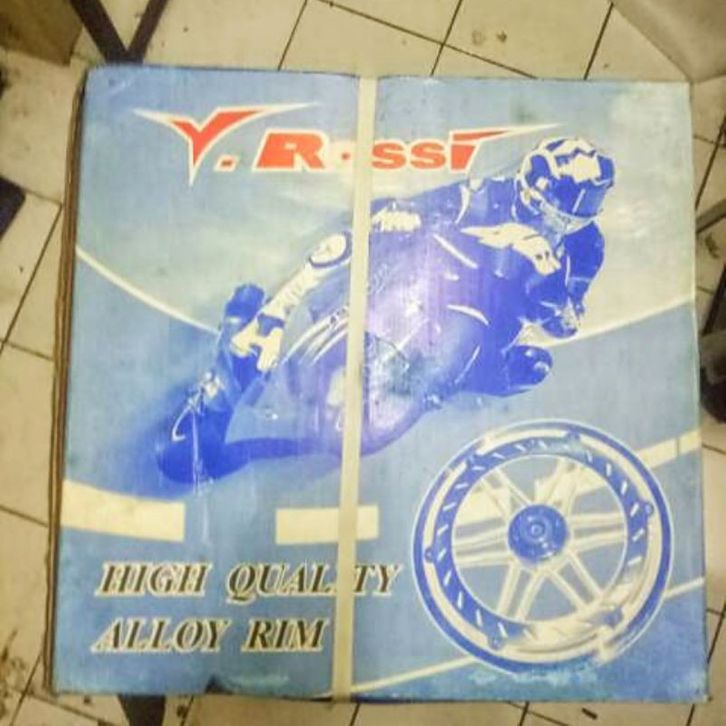 Y. Rossi
HIGH QUALITY
ALLOY RIM